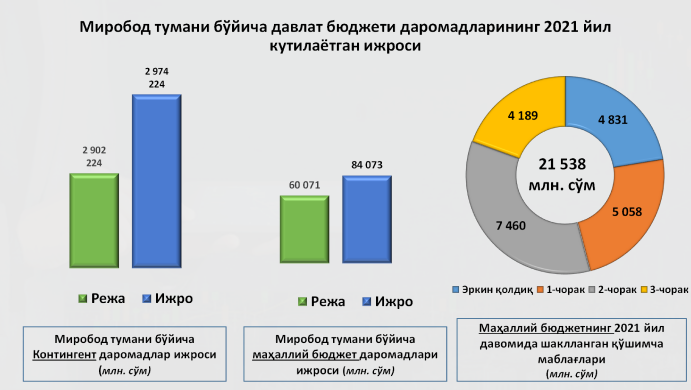 Миробод тумани бўйича давлат бюджети даромадларининг 2021 йил
кутилаётган ижроси
2 974
224
2 902
224
Режа Ижро
84 073
60 071
Режа Ижро
4 189
4 831
21 538
млн. сўм
5 058
7 460
Эркин қолдиқ 1-чорак 2-чорак 3-чорак
Миробод тумани бўйича
Контингент даромадлар ижроси
(млн. сўм)
Миробод тумани бўйича
маҳаллий бюджет даромадлари
ижроси (млн. сўм)
Маҳаллий бюджетнинг 2021 йил
давомида шаклланган қўшимча
маблағлари
(млн. сўм)